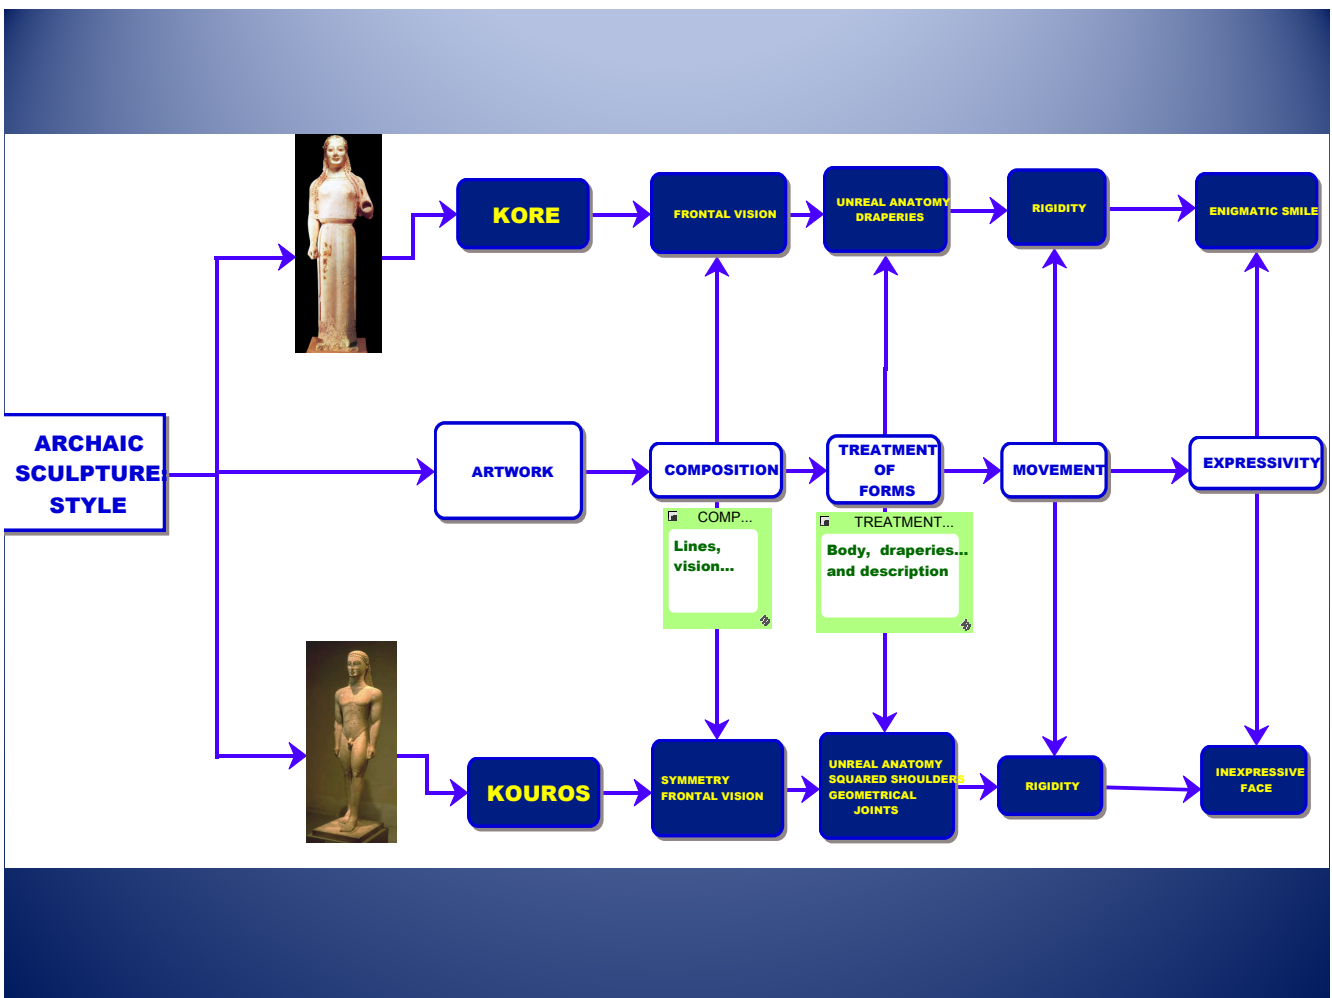 KORE
FRONTAL VISION
UNREAL ANATOMY
DRAPERIES
RIGIDITY
ENIGMATIC SMILE
ARCHAIC
SCULPTURE:
STYLE
ARTWORK
COMPOSITION
TREATMENT
OF
FORMS
MOVEMENT
EXPRESSIVITY
COMP...
Lines,
vision...
TREATMENT...
Body, draperies...
and description
KOUROS
SYMMETRY
FRONTAL VISION
UNREAL ANATOMY
SQUARED SHOULDERS
GEOMETRICAL
JOINTS
RIGIDITY
INEXPRESSIVE
FACE